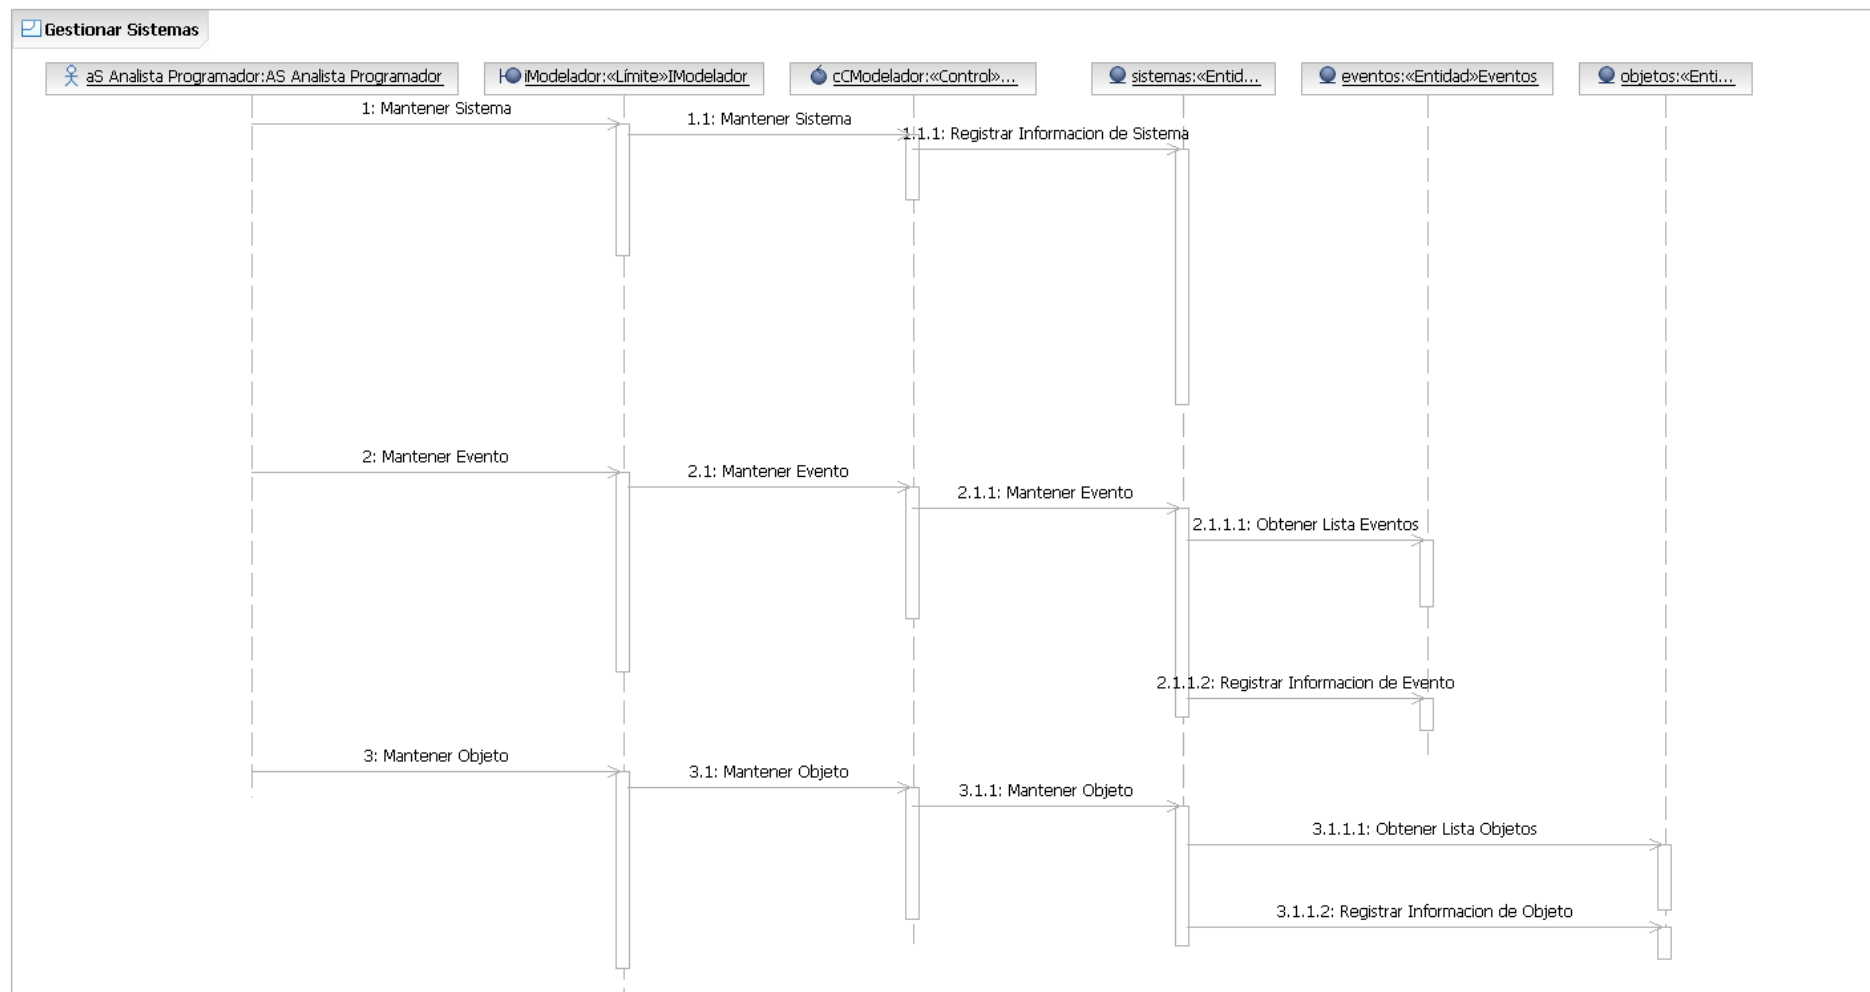 Gestionar Sistemas
aS Analista Programador:AS Analista Programador
iModelador:«Límite»IModelador
cCModelador:«Control»...
sistemas:«Entid...
eventos:«Entidad»Eventos
objetos:«Enti...
1: Mantener Sistema
1.1: Mantener Sistema
1.1.1: Registrar Informacion de Sistema
2: Mantener Evento
2.1: Mantener Evento
2.1.1: Mantener Evento
2.1.1.1: Obtener Lista Eventos
2.1.1.2: Registrar Informacion de Evento
3: Mantener Objeto
3.1: Mantener Objeto
3.1.1: Mantener Objeto
3.1.1.1: Obtener Lista Objetos
3.1.1.2: Registrar Informacion de Objeto